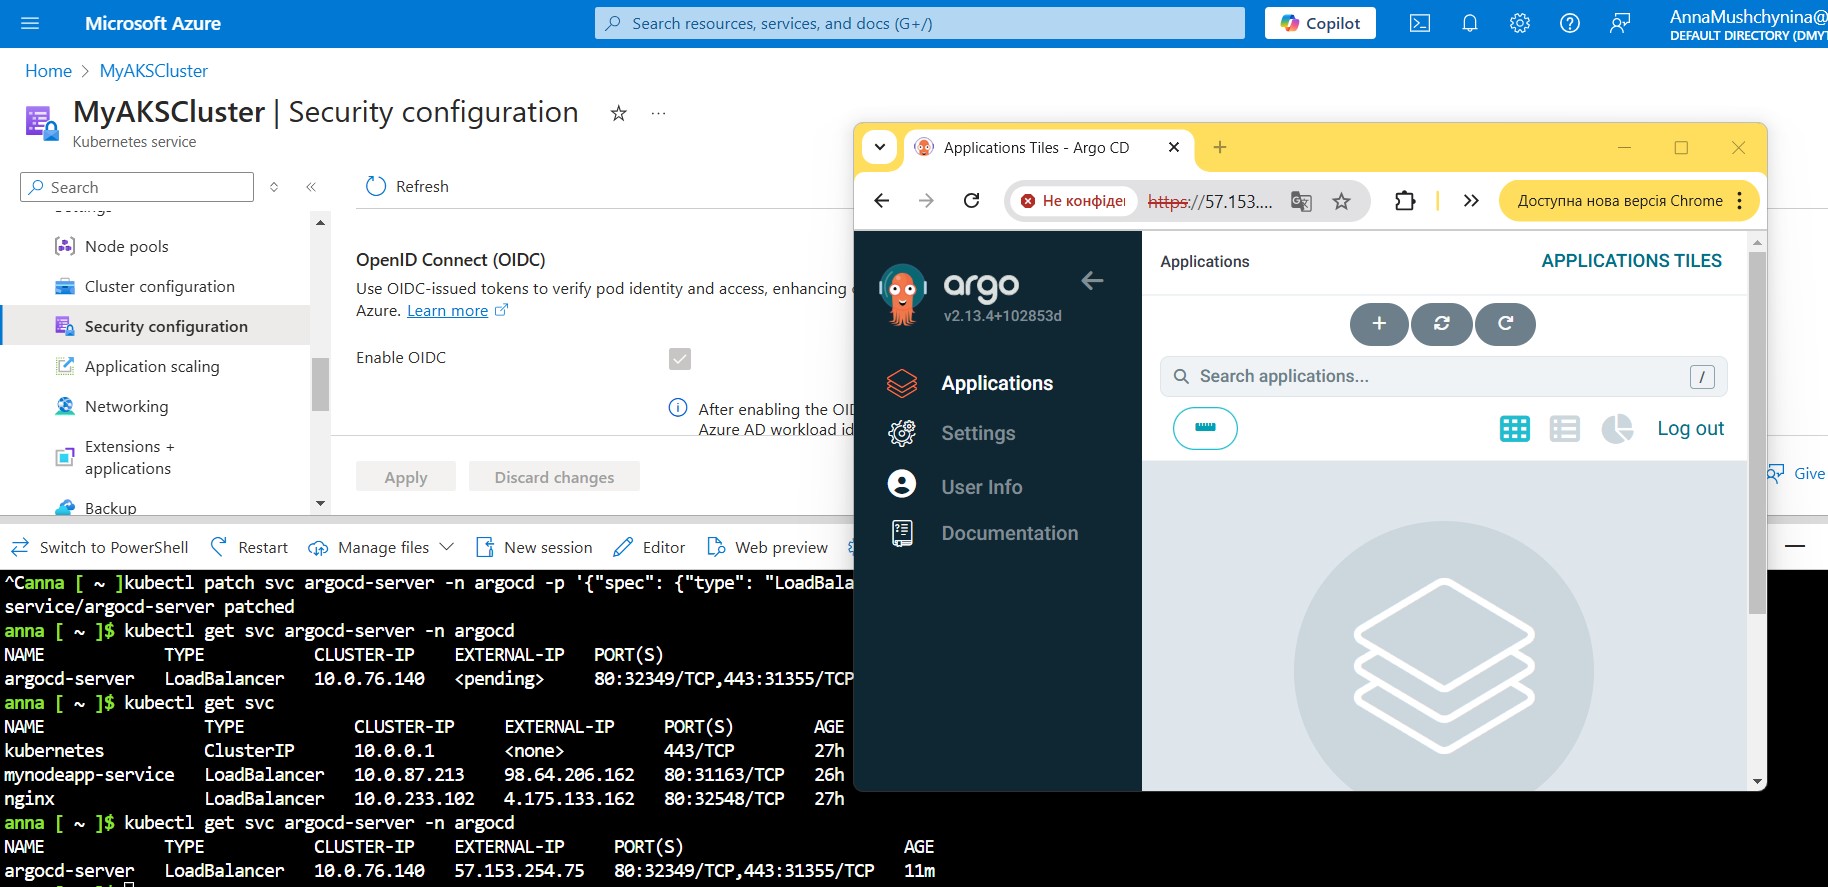 Microsoft Azure
Search resources, services, and docs (G+/)
Copilot
AnnaMushchynina@
DEFAULT DIRECTORY (DMYT
Home > MyAKSCluster
MyAKSCluster | Security configuration
Kubernetes service
Search
Refresh
Settings
Node pools
Cluster configuration
Security configuration
Application scaling
Networking
Extensions +
applications
Backup
OpenID Connect (OIDC)
Use OIDC-issued tokens to verify pod identity and access, enhancing
Azure. Learn more
Enable OIDC
After enabling the OID
Azure AD workload id
Apply
Discard changes
Give
Applications Tiles - Argo CD
Не конфіден
https://57.153....
Доступна нова версія Chrome
argo
v2.13.4+102853d
Applications
Settings
User Info
Documentation
Applications
APPLICATIONS TILES
Search applications...
/
Log out
Switch to PowerShell
Restart
Manage files
New session
Editor
Web preview
^Canna [ ~ ]kubectl patch svc argocd-server -n argocd -p '{"spec": {"type": "LoadBala
service/argocd-server patched
anna [ ~ ]$ kubectl get svc argocd-server -n argocd
NAME TYPE CLUSTER-IP EXTERNAL-IP PORT(S)
argocd-server LoadBalancer 10.0.76.140 <pending> 80:32349/TCP,443:31355/TCP
anna [ ~ ]$ kubectl get svc
NAME TYPE CLUSTER-IP EXTERNAL-IP PORT(S) AGE
kubernetes ClusterIP 10.0.0.1 <none> 443/TCP 27h
mynodeapp-service LoadBalancer 10.0.87.213 98.64.206.162 80:31163/TCP 26h
nginx LoadBalancer 10.0.233.102 4.175.133.162 80:32548/TCP 27h
anna [ ~ ]$ kubectl get svc argocd-server -n argocd
NAME TYPE CLUSTER-IP EXTERNAL-IP PORT(S) AGE
argocd-server LoadBalancer 10.0.76.140 57.153.254.75 80:32349/TCP,443:31355/TCP 11m